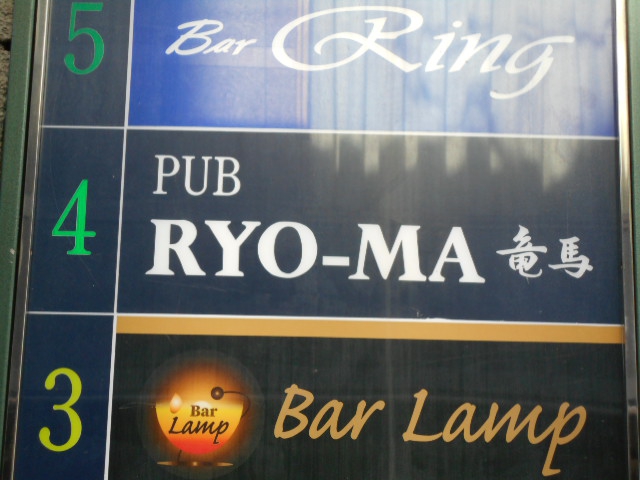 5
Bar Ring
4
PUB
RYO-MA 竜馬
3
Bar
Lamp
Bar Lamp